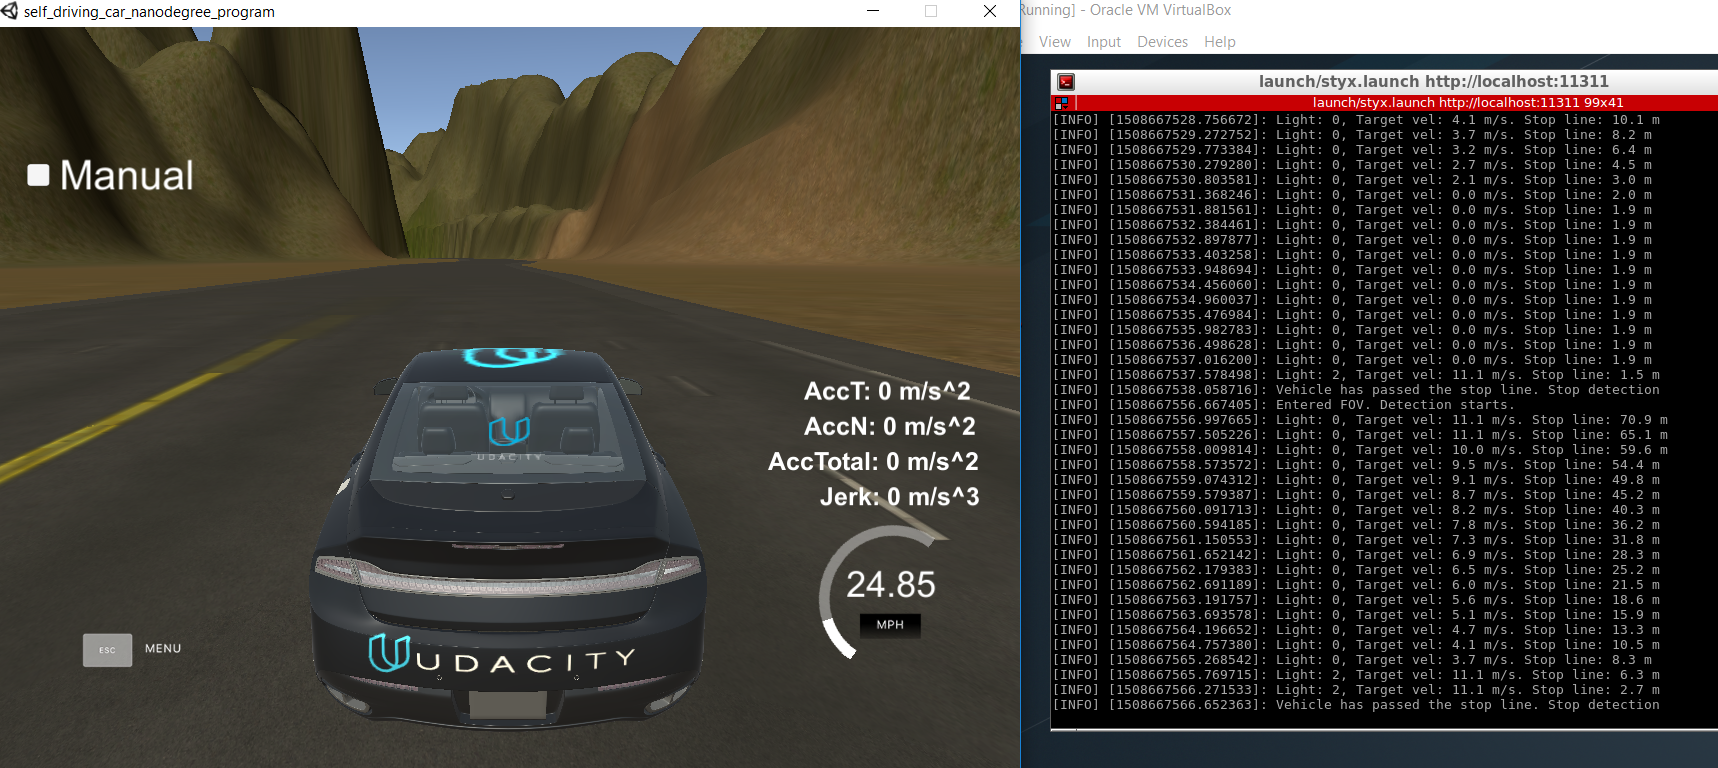 self_driving_car_nanodegree_program
Manual
AccT: 0 m/s^2
AccN: 0 m/s^2
AccTotal: 0 m/s^2
Jerk: 0 m/s^3
24.85
MPH
ESC MENU
UDACITY
UDACITY
Running] - Oracle VM VirtualBox
View Input Devices Help
launch/styx.launch http://localhost:11311
launch/styx.launch http://localhost:11311 99x41
[INFO] [1508667528.756672]: Light: 0, Target vel: 4.1 m/s. Stop line: 10.1 m
[INFO] [1508667529.272752]: Light: 0, Target vel: 3.7 m/s. Stop line: 8.2 m
[INFO] [1508667529.773384]: Light: 0, Target vel: 3.2 m/s. Stop line: 6.4 m
[INFO] [1508667530.279280]: Light: 0, Target vel: 2.7 m/s. Stop line: 4.5 m
[INFO] [1508667530.803581]: Light: 0, Target vel: 2.1 m/s. Stop line: 3.0 m
[INFO] [1508667531.368246]: Light: 0, Target vel: 0.0 m/s. Stop line: 2.0 m
[INFO] [1508667531.881561]: Light: 0, Target vel: 0.0 m/s. Stop line: 1.9 m
[INFO] [1508667532.384461]: Light: 0, Target vel: 0.0 m/s. Stop line: 1.9 m
[INFO] [1508667532.897877]: Light: 0, Target vel: 0.0 m/s. Stop line: 1.9 m
[INFO] [1508667533.403258]: Light: 0, Target vel: 0.0 m/s. Stop line: 1.9 m
[INFO] [1508667533.948694]: Light: 0, Target vel: 0.0 m/s. Stop line: 1.9 m
[INFO] [1508667534.456060]: Light: 0, Target vel: 0.0 m/s. Stop line: 1.9 m
[INFO] [1508667534.960037]: Light: 0, Target vel: 0.0 m/s. Stop line: 1.9 m
[INFO] [1508667535.476984]: Light: 0, Target vel: 0.0 m/s. Stop line: 1.9 m
[INFO] [1508667535.982783]: Light: 0, Target vel: 0.0 m/s. Stop line: 1.9 m
[INFO] [1508667536.498628]: Light: 0, Target vel: 0.0 m/s. Stop line: 1.9 m
[INFO] [1508667537.016200]: Light: 0, Target vel: 0.0 m/s. Stop line: 1.9 m
[INFO] [1508667537.578498]: Light: 2, Target vel: 11.1 m/s. Stop line: 1.5 m
[INFO] [1508667538.058716]: Vehicle has passed the stop line. Stop detection
[INFO] [1508667556.667405]: Entered FOV. Detection starts.
[INFO] [1508667556.997665]: Light: 0, Target vel: 11.1 m/s. Stop line: 70.9 m
[INFO] [1508667557.505226]: Light: 0, Target vel: 11.1 m/s. Stop line: 65.1 m
[INFO] [1508667558.009814]: Light: 0, Target vel: 10.0 m/s. Stop line: 59.6 m
[INFO] [1508667558.573572]: Light: 0, Target vel: 9.5 m/s. Stop line: 54.4 m
[INFO] [1508667559.074312]: Light: 0, Target vel: 9.1 m/s. Stop line: 49.8 m
[INFO] [1508667559.579387]: Light: 0, Target vel: 8.7 m/s. Stop line: 45.2 m
[INFO] [1508667560.091713]: Light: 0, Target vel: 8.2 m/s. Stop line: 40.3 m
[INFO] [1508667560.594185]: Light: 0, Target vel: 7.8 m/s. Stop line: 36.2 m
[INFO] [1508667561.150553]: Light: 0, Target vel: 7.3 m/s. Stop line: 31.8 m
[INFO] [1508667561.652142]: Light: 0, Target vel: 6.9 m/s. Stop line: 28.3 m
[INFO] [1508667562.179383]: Light: 0, Target vel: 6.5 m/s. Stop line: 25.2 m
[INFO] [1508667562.691189]: Light: 0, Target vel: 6.0 m/s. Stop line: 21.5 m
[INFO] [1508667563.191757]: Light: 0, Target vel: 5.6 m/s. Stop line: 18.6 m
[INFO] [1508667563.693578]: Light: 0, Target vel: 5.1 m/s. Stop line: 15.9 m
[INFO] [1508667564.196652]: Light: 0, Target vel: 4.7 m/s. Stop line: 13.3 m
[INFO] [1508667564.757380]: Light: 0, Target vel: 4.1 m/s. Stop line: 10.5 m
[INFO] [1508667565.268542]: Light: 0, Target vel: 3.7 m/s. Stop line: 8.3 m
[INFO] [1508667565.769715]: Light: 2, Target vel: 11.1 m/s. Stop line: 6.3 m
[INFO] [1508667566.271533]: Light: 2, Target vel: 11.1 m/s. Stop line: 2.7 m
[INFO] [1508667566.652363]: Vehicle has passed the stop line. Stop detection